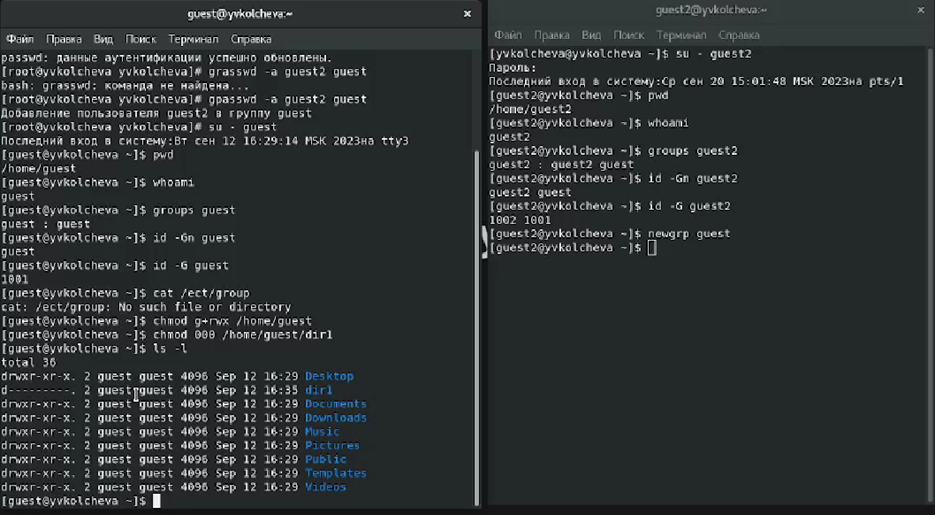 guest@yvkolcheva:~
×
Файл Правка Вид Поиск Терминал Справка
passwd: данные аутентификации успешно обновлены.
[root@yvkolcheva yvkolcheva]# grasswd -a guest2 guest
bash: grasswd: команда не найдена...
[root@yvkolcheva yvkolcheva]# gpasswd -a guest2 guest
Добавление пользователя guest2 в группу guest
[root@yvkolcheva yvkolcheva]# su - guest
Последний вход в систему:Вт сен 12 16:29:14 MSK 2023на tty3
[guest@yvkolcheva ~]$ pwd
/home/guest
[guest@yvkolcheva ~]$ whoami
guest
[guest@yvkolcheva ~]$ groups guest
guest : guest
[guest@yvkolcheva ~]$ id -Gn guest
guest
[guest@yvkolcheva ~]$ id -G guest
1001
[guest@yvkolcheva ~]$ cat /ect/group
cat: /ect/group: No such file or directory
[guest@yvkolcheva ~]$ chmod g+rwx /home/guest
[guest@yvkolcheva ~]$ chmod 000 /home/guest/dir1
[guest@yvkolcheva ~]$ ls -l
total 36
drwxr-xr-x. 2 guest guest 4096 Sep 12 16:29 Desktop
d---------. 2 guest guest 4096 Sep 12 16:35 dir1
drwxr-xr-x. 2 guest guest 4096 Sep 12 16:29 Documents
drwxr-xr-x. 2 guest guest 4096 Sep 12 16:29 Downloads
drwxr-xr-x. 2 guest guest 4096 Sep 12 16:29 Music
drwxr-xr-x. 2 guest guest 4096 Sep 12 16:29 Pictures
drwxr-xr-x. 2 guest guest 4096 Sep 12 16:29 Public
drwxr-xr-x. 2 guest guest 4096 Sep 12 16:29 Templates
drwxr-xr-x. 2 guest guest 4096 Sep 12 16:29 Videos
[guest@yvkolcheva ~]$
guest2@yvkolcheva:~
×
Файл Правка Вид Поиск Терминал Справка
[yvkolcheva@yvkolcheva ~]$ su - guest2
Пароль:
Последний вход в систему:Ср сен 20 15:01:48 MSK 2023на pts/1
[guest2@yvkolcheva ~]$ pwd
/home/guest2
[guest2@yvkolcheva ~]$ whoami
guest2
[guest2@yvkolcheva ~]$ groups guest2
guest2 : guest2 guest
[guest2@yvkolcheva ~]$ id -Gn guest2
guest2 guest
[guest2@yvkolcheva ~]$ id -G guest2
1002 1001
[guest2@yvkolcheva ~]$ newgrp guest
[guest2@yvkolcheva ~]$